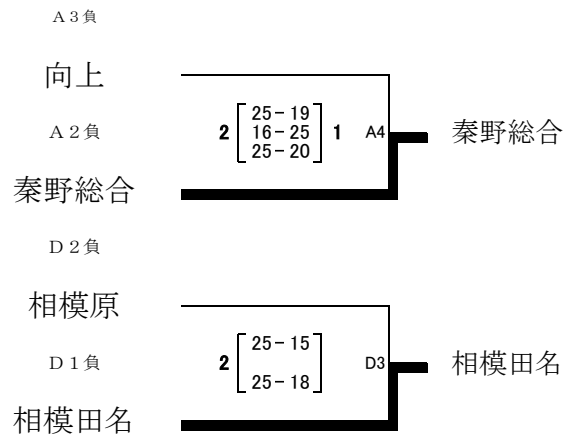 A3負
向上
A2負
2 25-19 1 A4 秦野総合
16-25
25-20
秦野総合
D2負
相模原
D1負
2 25-15 D3 相模田名
25-18
相模田名